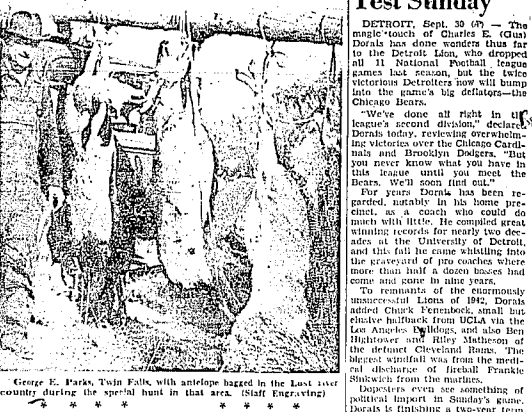 George E. Parks, Twin Falls, with antelope bagged in the Lost river
country during the special hunt in that area. (Staff Engraving)
* * * * * * * *
Test Sunday
DETROIT, Sept. 30 (AP) — The
magic touch of Charles E. (Gus)
Dorais has done wonders thus far
to the Detroit Lion, who dropped
all 11 National Football league
games last season, but the twice
victorious Detroiters now will bump
into the game's big deflators—the
Chicago Bears.
"We've done all right in the
league's second division," declared
Dorais today, reviewing overwhelm-
ing victories over the Chicago Cardi-
nals and Brooklyn Dodgers. "But
you never know what you have in
this league until you meet the
Bears. We'll soon find out."
For years Dorais has been re-
garded, notably in his home pre-
cinct, as a coach who could do
much with little. He compiled great
winning records for nearly two dec-
ades at the University of Detroit,
and this fall he came whistling into
the graveyard of pro coaches where
more than half a dozen bosses had
come and gone in nine years.
To remnants of the enormously
unsuccessful Lions of 1942, Dorais
added Chuck Fenenbock, small but
elusive halfback from UCLA via the
Los Angeles Bulldogs, and also Ben
Hightower and Riley Matheson of
the defunct Cleveland Rams. The
biggest windfall was from the medi-
cal discharge of fireball Frankie
Sinkwich from the marines.
Dopesters even see something of
political import in Sunday's game.
Dorais is finishing a two-year term